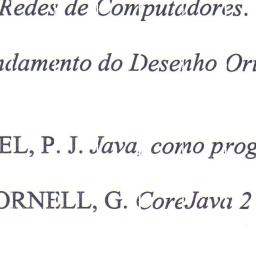 Redes de Computadores.
ndamento do Desenho Ori
EL, P. J. Java, como prog
ORNELL, G. CoreJava 2